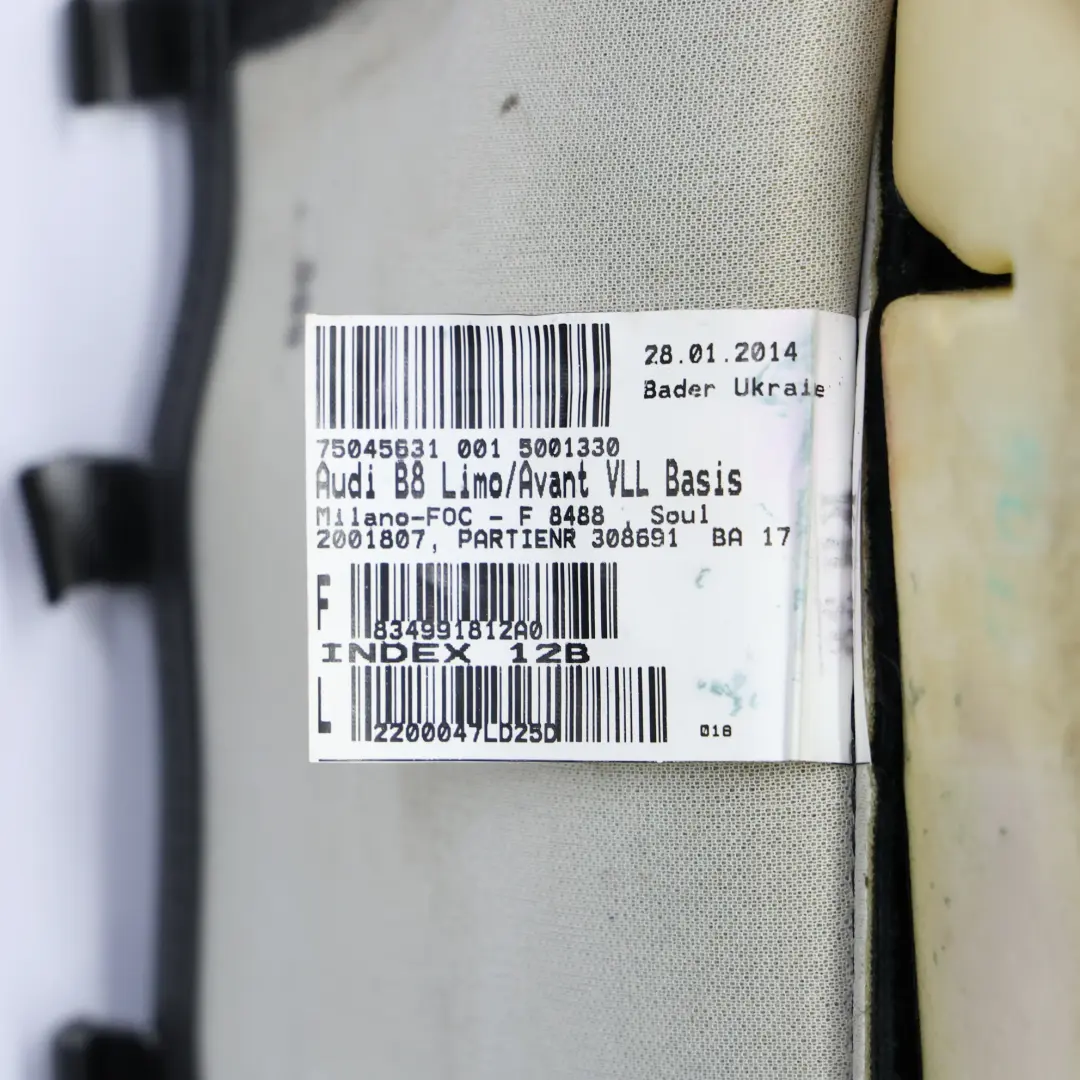 28.01.2014
Bader Ukraie
75045631 001 5001330
Audi B8 Limo/Avant VLL Basis
Milano-FOC - F 8488 , Soul
2001807, PARTIENR 308691 BA 17
F
834991812A0
INDEX 12B
L
2200047LD25D
018